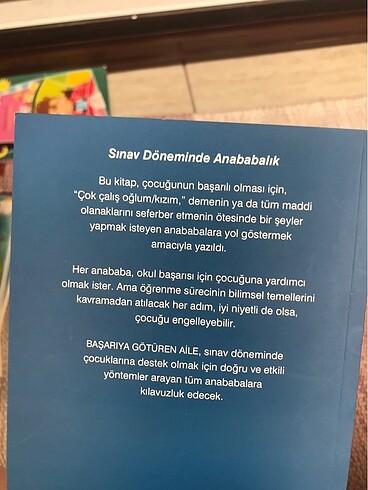 Sınav Döneminde Anababalık
Bu kitap, çocuğunun başarılı olması için,
"Çok çalış oğlum/kızım," demenin ya da tüm maddi
olanaklarını seferber etmenin ötesinde bir şeyler
yapmak isteyen anababalara yol göstermek
amacıyla yazıldı.
Her anababa, okul başarısı için çocuğuna yardımcı
olmak ister. Ama öğrenme sürecinin bilimsel temellerini
kavramadan atılacak her adım, iyi niyetli de olsa,
çocuğu engelleyebilir.
BAŞARIYA GÖTÜREN AİLE, sınav döneminde
çocuklarına destek olmak için doğru ve etkili
yöntemler arayan tüm anababalara
kılavuzluk edecek.